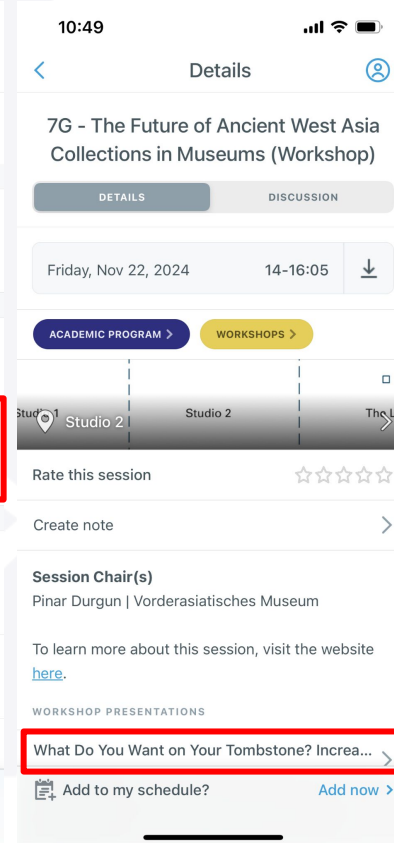 10:49
Details
7G - The Future of Ancient West Asia
Collections in Museums (Workshop)
DETAILS
DISCUSSION
Friday, Nov 22, 2024
14-16:05
ACADEMIC PROGRAM >
WORKSHOPS >
Studio 1
Studio 2
Studio 2
The L
Rate this session
Create note
Session Chair(s)
Pinar Durgun | Vorderasiatisches Museum
To learn more about this session, visit the website
here.
WORKSHOP PRESENTATIONS
What Do You Want on Your Tombstone? Increa...
Add to my schedule?
Add now >